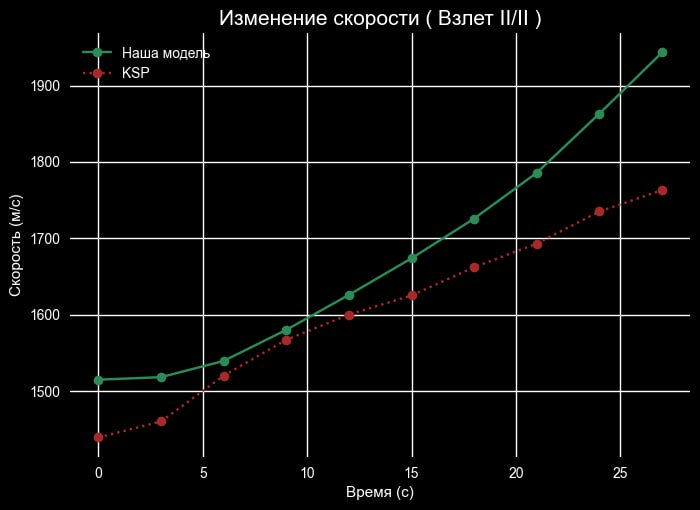 Изменение скорости ( Взлет II/II )
Наша модель
KSP
1900
1800
1700
1600
1500
Скорость (м/с)
0 5 10 15 20 25
Время (с)